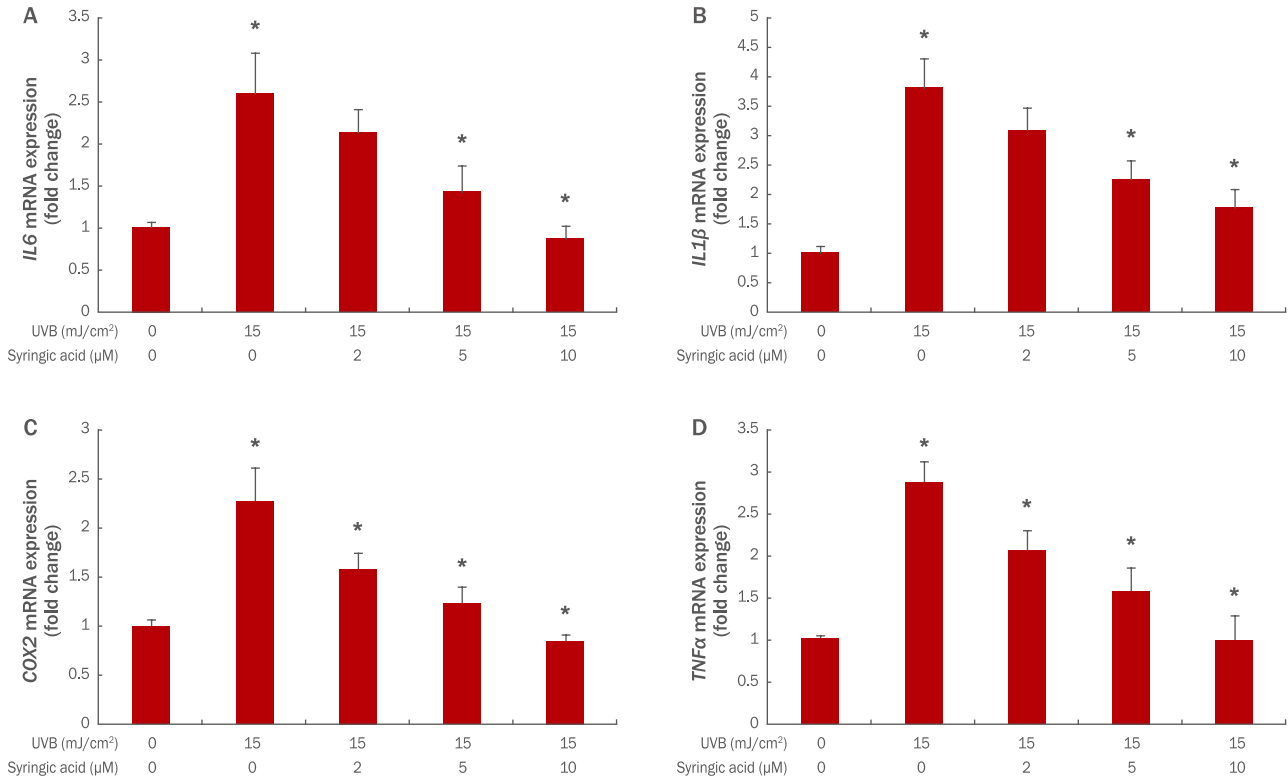 A
IL6 mRNA expression
(fold change)
3.5
3
2.5
2
1.5
1
0.5
0
*
*
*
UVB (mJ/cm²) 0 15 15 15 15
Syringic acid (µM) 0 0 2 5 10
B
IL1β mRNA expression
(fold change)
5
4.5
4
3.5
3
2.5
2
1.5
1
0.5
0
*
*
*
UVB (mJ/cm²) 0 15 15 15 15
Syringic acid (µM) 0 0 2 5 10
C
COX2 mRNA expression
(fold change)
3
2.5
2
1.5
1
0.5
0
*
*
*
*
UVB (mJ/cm²) 0 15 15 15 15
Syringic acid (µM) 0 0 2 5 10
D
TNFα mRNA expression
(fold change)
3.5
3
2.5
2
1.5
1
0.5
0
*
*
*
*
UVB (mJ/cm²) 0 15 15 15 15
Syringic acid (µM) 0 0 2 5 10